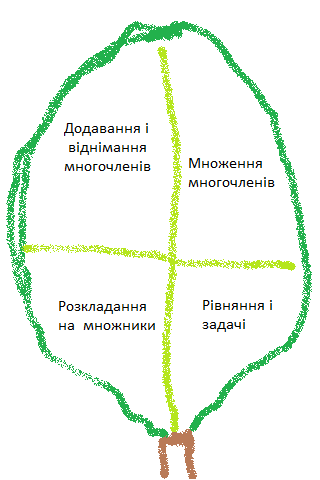 Додавання і
віднімання
многочленів
Множення
многочленів
Розкладання
на множники
Рівняння і
задачі